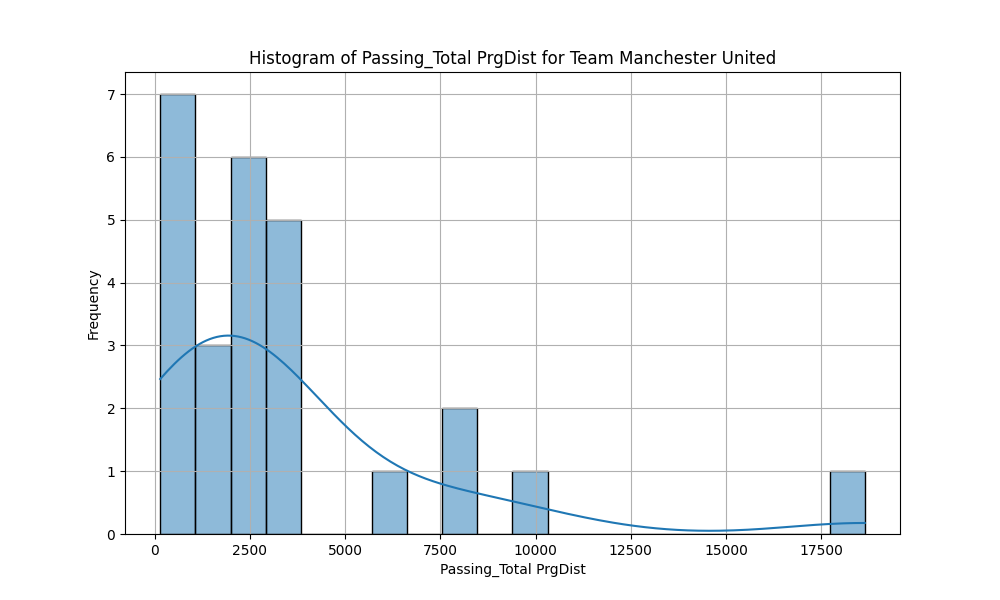 Histogram of Passing_Total PrgDist for Team Manchester United
7
6
5
4
3
2
1
0
Frequency
0 2500 5000 7500 10000 12500 15000 17500
Passing_Total PrgDist